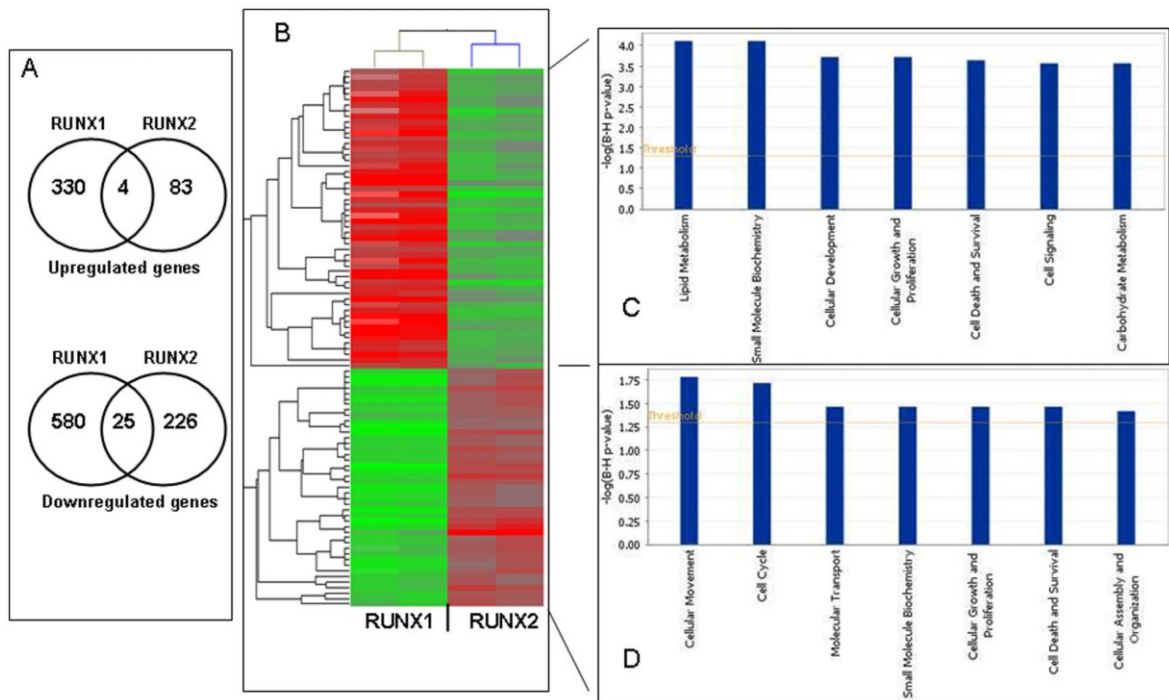 A
RUNX1 RUNX2
330 4 83
Upregulated genes
RUNX1 RUNX2
580 25 226
Downregulated genes
B
RUNX1 | RUNX2
-log(B-H p-value)
4.0
3.5
3.0
2.5
2.0
1.5
1.0
0.5
0.0
Threshold
Lipid Metabolism
Small Molecule Biochemistry
Cellular Development
Cellular Growth and
Proliferation
Cell Death and Survival
Cell Signaling
Carbohydrate Metabolism
C
-log(B-H p-value)
1.75
1.50
1.25
1.00
0.75
0.50
0.25
0.00
Threshold
Cellular Movement
Cell Cycle
Molecular Transport
Small Molecule Biochemistry
Cellular Growth and
Proliferation
Cell Death and Survival
Cellular Assembly and
Organization
D